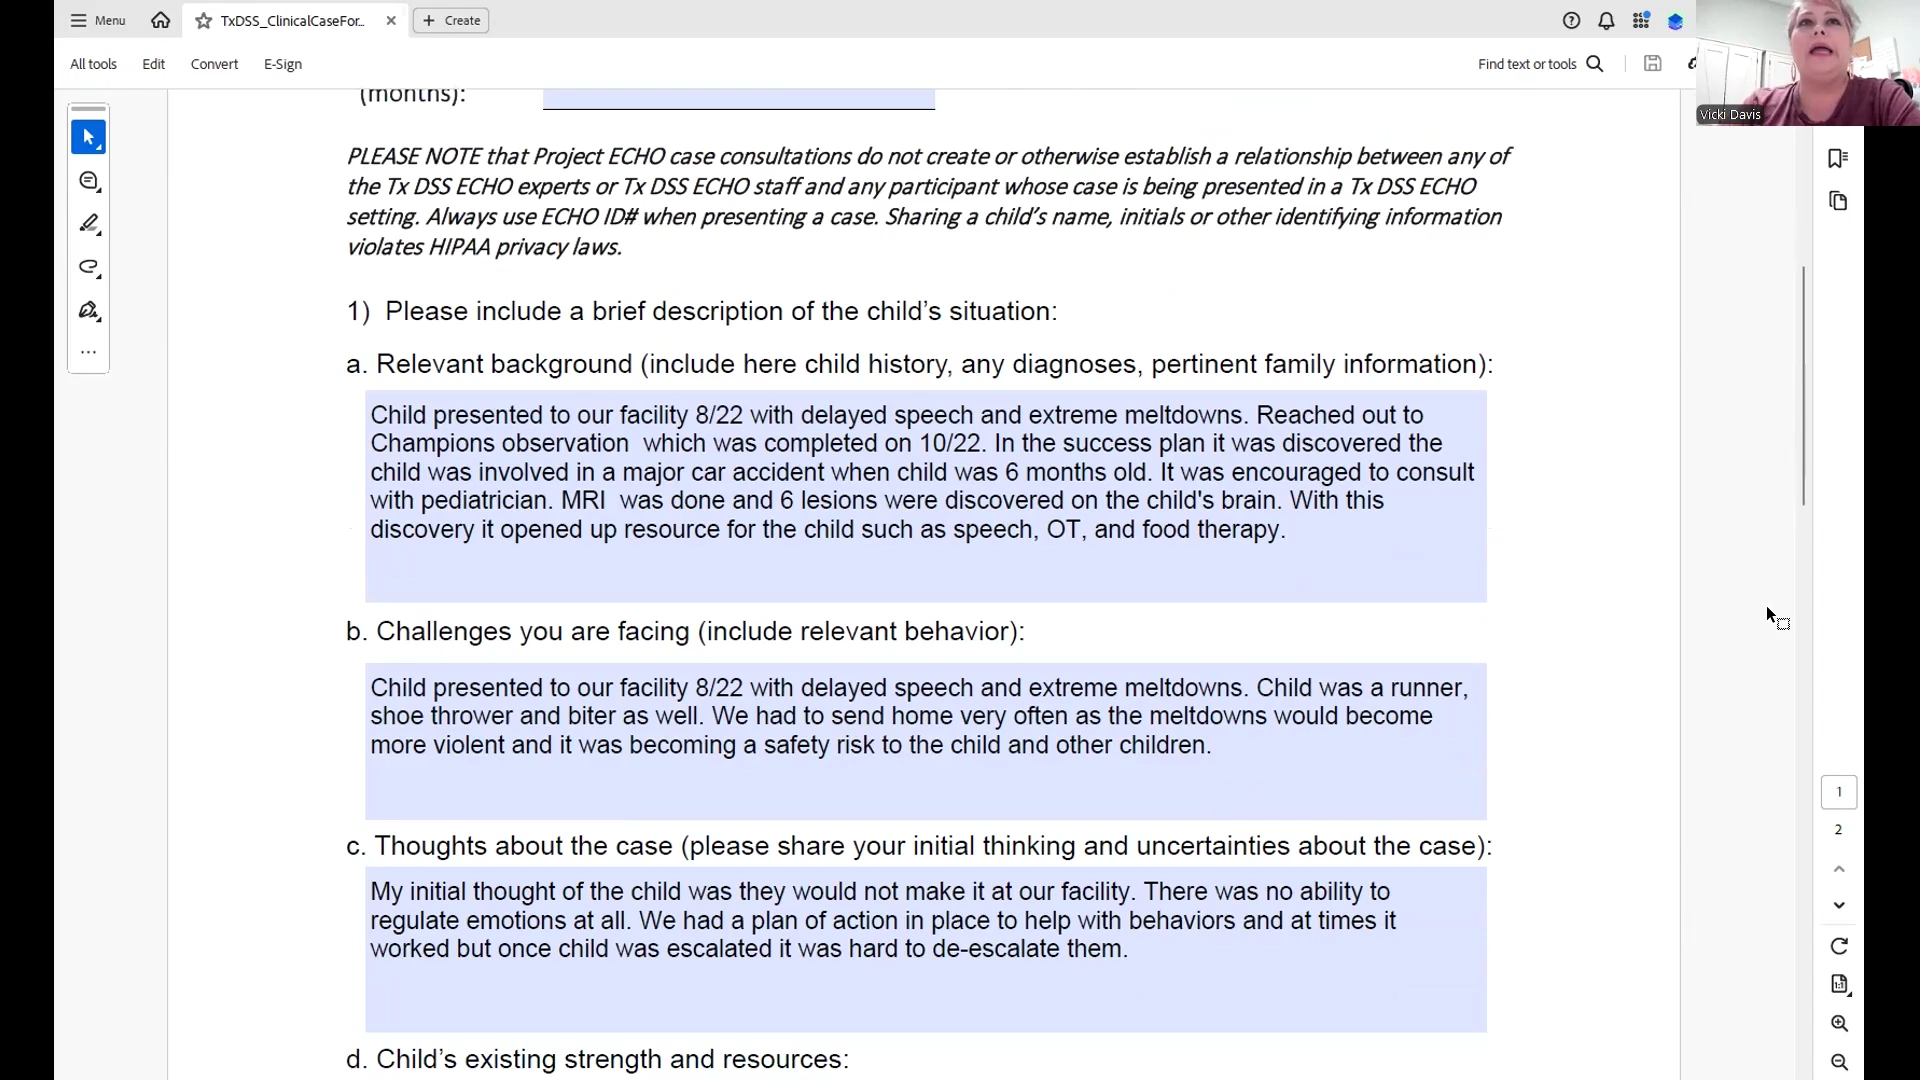 Menu
TxDSS_ClinicalCaseFor...
Create
All tools
Edit
Convert
E-Sign
Find text or tools
Vicki Davis
(months):
PLEASE NOTE that Project ECHO case consultations do not create or otherwise establish a relationship between any of
the Tx DSS ECHO experts or Tx DSS ECHO staff and any participant whose case is being presented in a Tx DSS ECHO
setting. Always use ECHO ID# when presenting a case. Sharing a child's name, initials or other identifying information
violates HIPAA privacy laws.
1) Please include a brief description of the child's situation:
a. Relevant background (include here child history, any diagnoses, pertinent family information):
Child presented to our facility 8/22 with delayed speech and extreme meltdowns. Reached out to
Champions observation which was completed on 10/22. In the success plan it was discovered the
child was involved in a major car accident when child was 6 months old. It was encouraged to consult
with pediatrician. MRI was done and 6 lesions were discovered on the child's brain. With this
discovery it opened up resource for the child such as speech, OT, and food therapy.
b. Challenges you are facing (include relevant behavior):
Child presented to our facility 8/22 with delayed speech and extreme meltdowns. Child was a runner,
shoe thrower and biter as well. We had to send home very often as the meltdowns would become
more violent and it was becoming a safety risk to the child and other children.
c. Thoughts about the case (please share your initial thinking and uncertainties about the case):
My initial thought of the child was they would not make it at our facility. There was no ability to
regulate emotions at all. We had a plan of action in place to help with behaviors and at times it
worked but once child was escalated it was hard to de-escalate them.
d. Child's existing strength and resources:
1
2
1:1